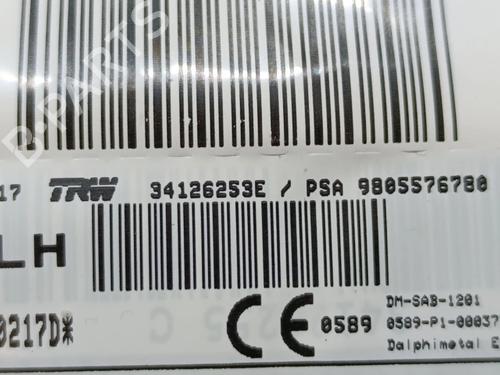 B-PARTS
17 TRW 34126253E / PSA 9805576780
LH
0217D*
CE 0589
DM-SAB-1201
0589-P1-00037
Dalphimetal E